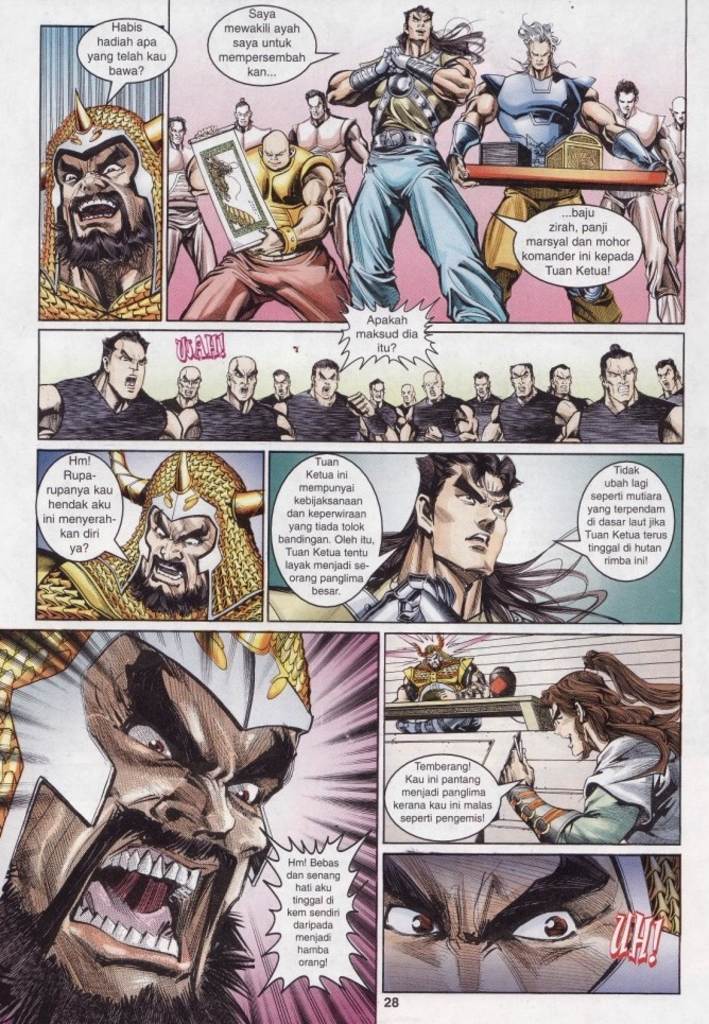 Habis
hadiah apa
yang telah kau
bawa?
Saya
mewakili ayah
saya untuk
mempersembah
kan...
...baju
zirah, panji
marsyal dan mohor
komander ini kepada
Tuan Ketua!
Apakah
maksud dia
itu?
UAH!
Hm!
Rupa-
rupanya kau
hendak aku
ini menyerah-
kan diri
ya?
Tuan
Ketua ini
mempunyai
kebijaksanaan
dan keperwiraan
yang tiada tolok
bandingan. Oleh itu,
Tuan Ketua tentu
layak menjadi se-
orang panglima
besar.
Tidak
ubah lagi
seperti mutiara
yang terpendam
di dasar laut jika
Tuan Ketua terus
tinggal di hutan
rimba ini!
Hm! Bebas
dan senang
hati aku
tinggal di
kem sendiri
daripada
menjadi
hamba
orang!
Temberang!
Kau ini pantang
menjadi panglima
kerana kau ini malas
seperti pengemis!
UH!
28